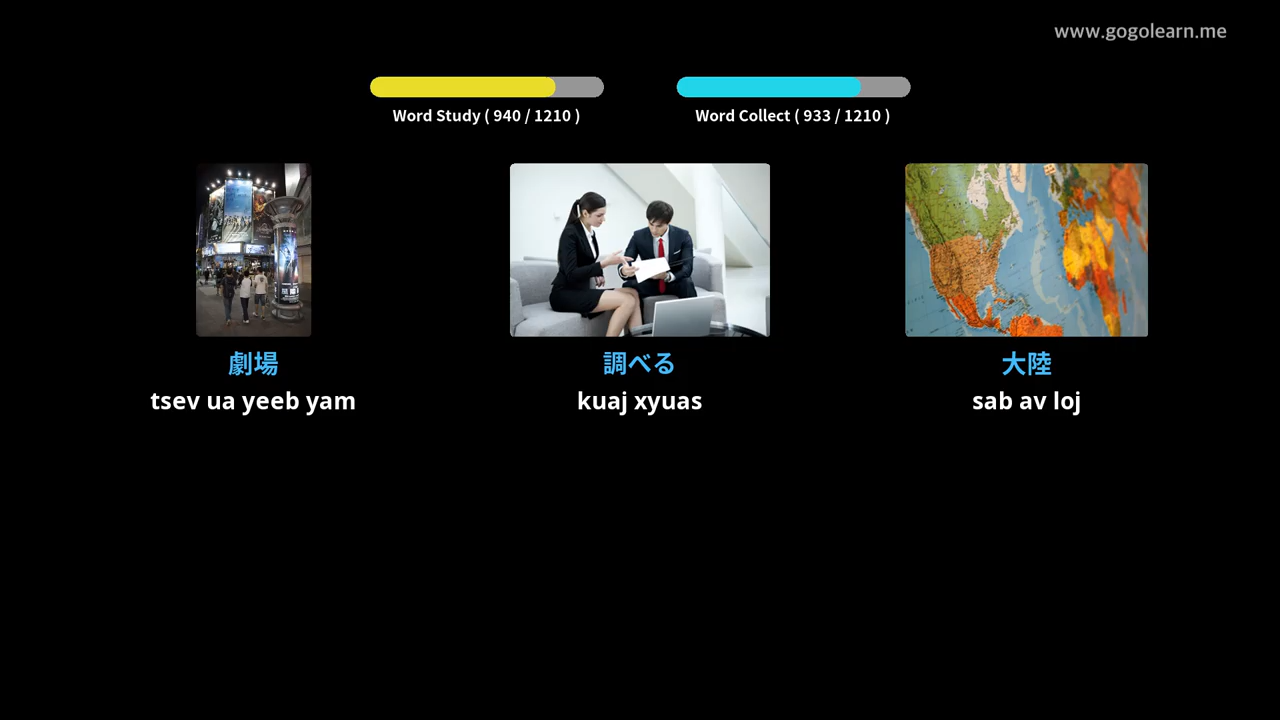 www.gogolearn.me
Word Study ( 940 / 1210 )
Word Collect ( 933 / 1210 )
劇場
調べる
大陸
tsev ua yeeb yam
kuaj xyuas
sab av loj